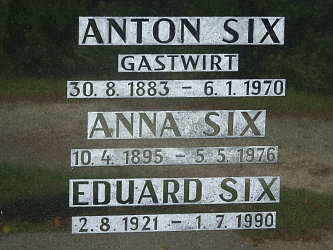 ANTON SIX
GASTWIRT
30. 8. 1883 – 6. 1. 1970
ANNA SIX
10. 4. 1895 – 5. 5. 1976
EDUARD SIX
2. 8. 1921 – 1. 7. 1990